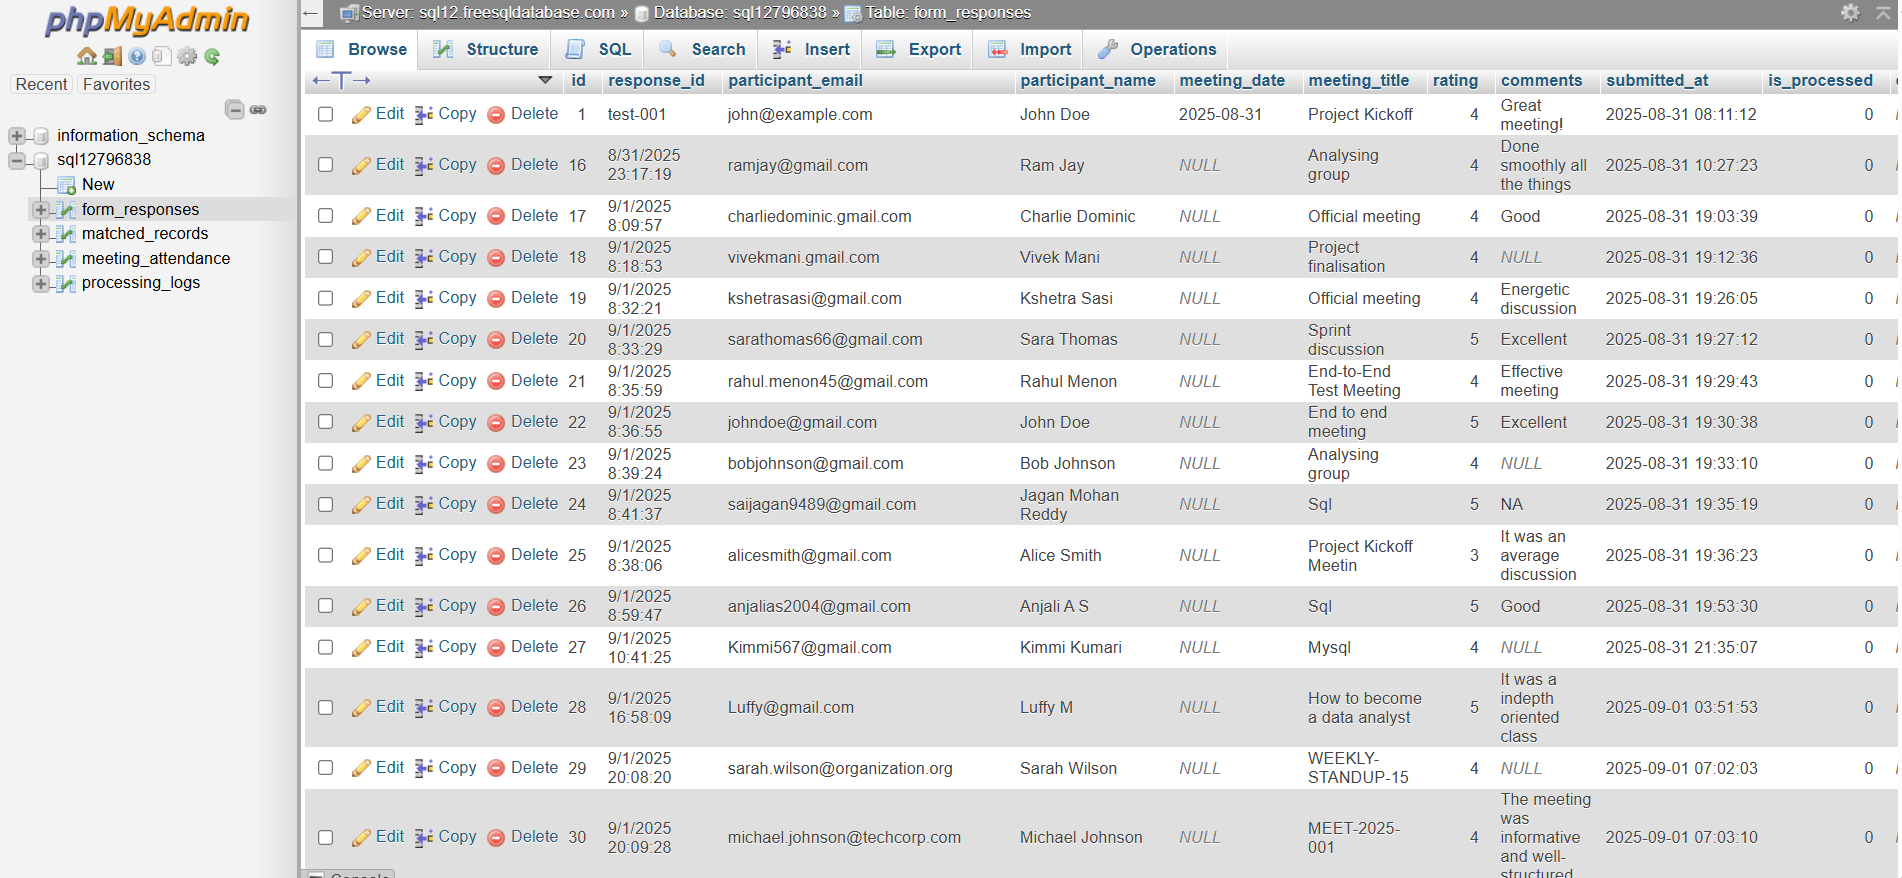 phpMyAdmin
Recent Favorites
information_schema
sql12796838
New
form_responses
matched_records
meeting_attendance
processing_logs
Server: sql12.freesqldatabase.com » Database: sql12796838 » Table: form_responses
Browse Structure SQL Search Insert Export Import Operations
id response_id participant_email participant_name meeting_date meeting_title rating comments submitted_at is_processed
Edit Copy Delete 1 test-001 john@example.com John Doe 2025-08-31 Project Kickoff 4 Great meeting! 2025-08-31 08:11:12 0
Edit Copy Delete 16 8/31/2025 23:17:19 ramjay@gmail.com Ram Jay NULL Analysing group 4 Done smoothly all the things 2025-08-31 10:27:23 0
Edit Copy Delete 17 9/1/2025 8:09:57 charliedominic.gmail.com Charlie Dominic NULL Official meeting 4 Good 2025-08-31 19:03:39 0
Edit Copy Delete 18 9/1/2025 8:18:53 vivekmani.gmail.com Vivek Mani NULL Project finalisation 4 NULL 2025-08-31 19:12:36 0
Edit Copy Delete 19 9/1/2025 8:32:21 kshetrasasi@gmail.com Kshetra Sasi NULL Official meeting 4 Energetic discussion 2025-08-31 19:26:05 0
Edit Copy Delete 20 9/1/2025 8:33:29 sarathomas66@gmail.com Sara Thomas NULL Sprint discussion 5 Excellent 2025-08-31 19:27:12 0
Edit Copy Delete 21 9/1/2025 8:35:59 rahul.menon45@gmail.com Rahul Menon NULL End-to-End Test Meeting 4 Effective meeting 2025-08-31 19:29:43 0
Edit Copy Delete 22 9/1/2025 8:36:55 johndoe@gmail.com John Doe NULL End to end meeting 5 Excellent 2025-08-31 19:30:38 0
Edit Copy Delete 23 9/1/2025 8:39:24 bobjohnson@gmail.com Bob Johnson NULL Analysing group 4 NULL 2025-08-31 19:33:10 0
Edit Copy Delete 24 9/1/2025 8:41:37 saijagan9489@gmail.com Jagan Mohan Reddy NULL Sql 5 NA 2025-08-31 19:35:19 0
Edit Copy Delete 25 9/1/2025 8:38:06 alicesmith@gmail.com Alice Smith NULL Project Kickoff Meetin 3 It was an average discussion 2025-08-31 19:36:23 0
Edit Copy Delete 26 9/1/2025 8:59:47 anjalias2004@gmail.com Anjali A S NULL Sql 5 Good 2025-08-31 19:53:30 0
Edit Copy Delete 27 9/1/2025 10:41:25 Kimmi567@gmail.com Kimmi Kumari NULL Mysql 4 NULL 2025-08-31 21:35:07 0
Edit Copy Delete 28 9/1/2025 16:58:09 Luffy@gmail.com Luffy M NULL How to become a data analyst 5 It was a indepth oriented class 2025-09-01 03:51:53 0
Edit Copy Delete 29 9/1/2025 20:08:20 sarah.wilson@organization.org Sarah Wilson NULL WEEKLY-STANDUP-15 4 NULL 2025-09-01 07:02:03 0
Edit Copy Delete 30 9/1/2025 20:09:28 michael.johnson@techcorp.com Michael Johnson NULL MEET-2025-001 4 The meeting was informative and well-structured 2025-09-01 07:03:10 0
Console